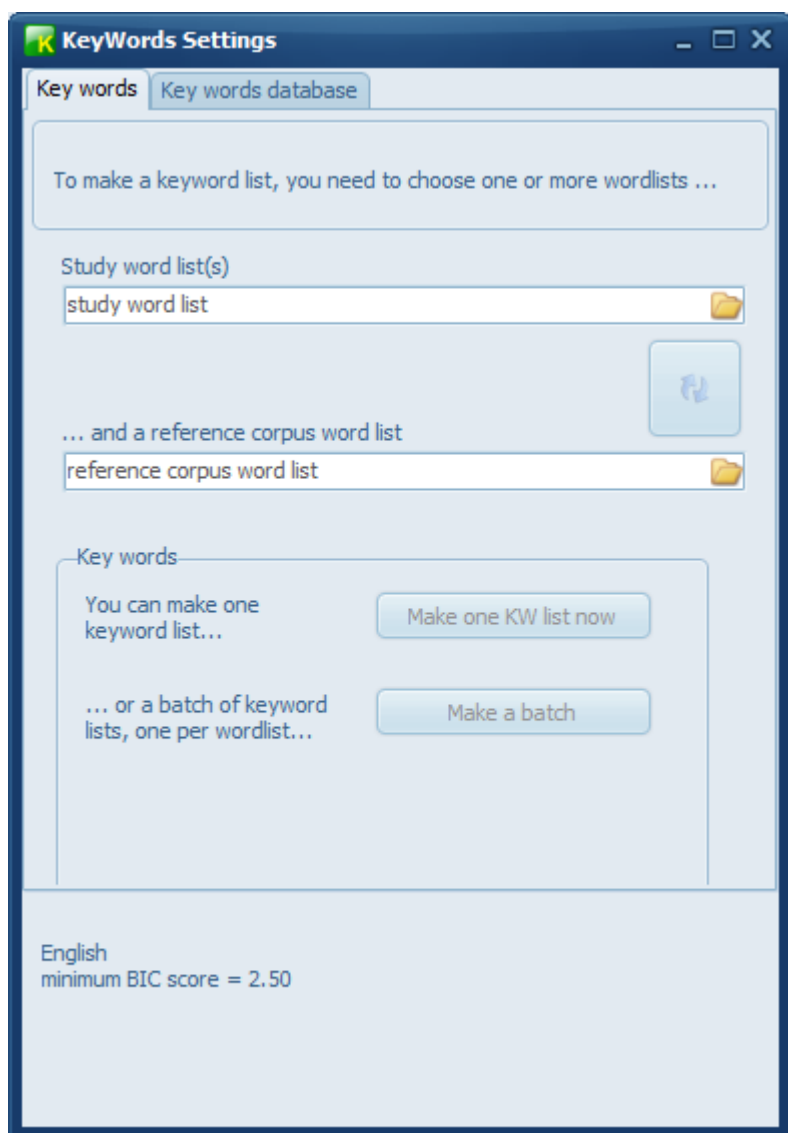 K KeyWords Settings
Key words Key words database
To make a keyword list, you need to choose one or more wordlists ...
Study word list(s)
study word list
... and a reference corpus word list
reference corpus word list
Key words
You can make one
keyword list...
Make one KW list now
... or a batch of keyword
lists, one per wordlist...
Make a batch
English
minimum BIC score = 2.50